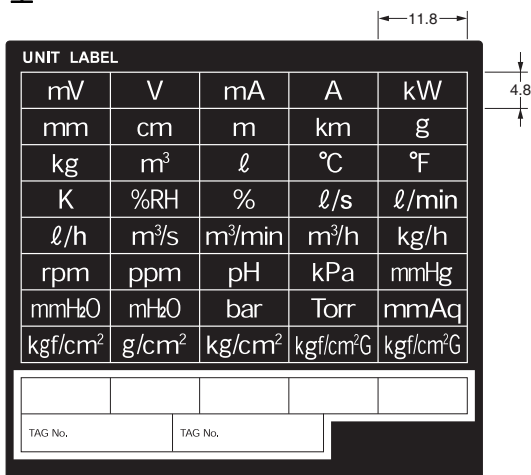 11.8
UNIT LABEL
4.8
mV V mA A kW
mm cm m km g
kg m³ ℓ °C °F
K %RH % ℓ/s ℓ/min
ℓ/h m³/s m³/min m³/h kg/h
rpm ppm pH kPa mmHg
mmH₂O mH₂O bar Torr mmAq
kgf/cm² g/cm² kg/cm² kgf/cm²G kgf/cm²G
TAG No. TAG No.